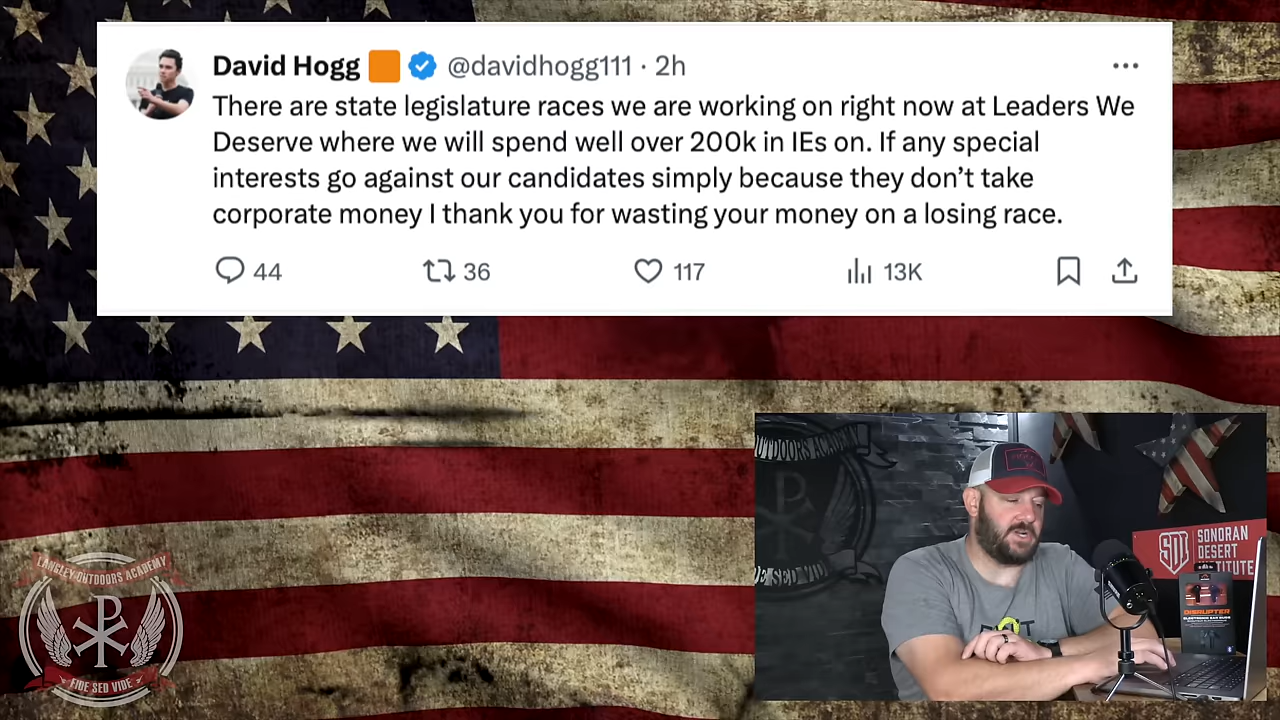 David Hogg @davidhogg111 · 2h
There are state legislature races we are working on right now at Leaders We
Deserve where we will spend well over 200k in IEs on. If any special
interests go against our candidates simply because they don’t take
corporate money I thank you for wasting your money on a losing race.
44 36 117 13K
OUTDOORS ACADEMY
SDI SONORAN
DESERT
INSTITUTE
DISRUPTER
LANGLEY OUTDOORS ACADEMY
FIDE SED VIDE